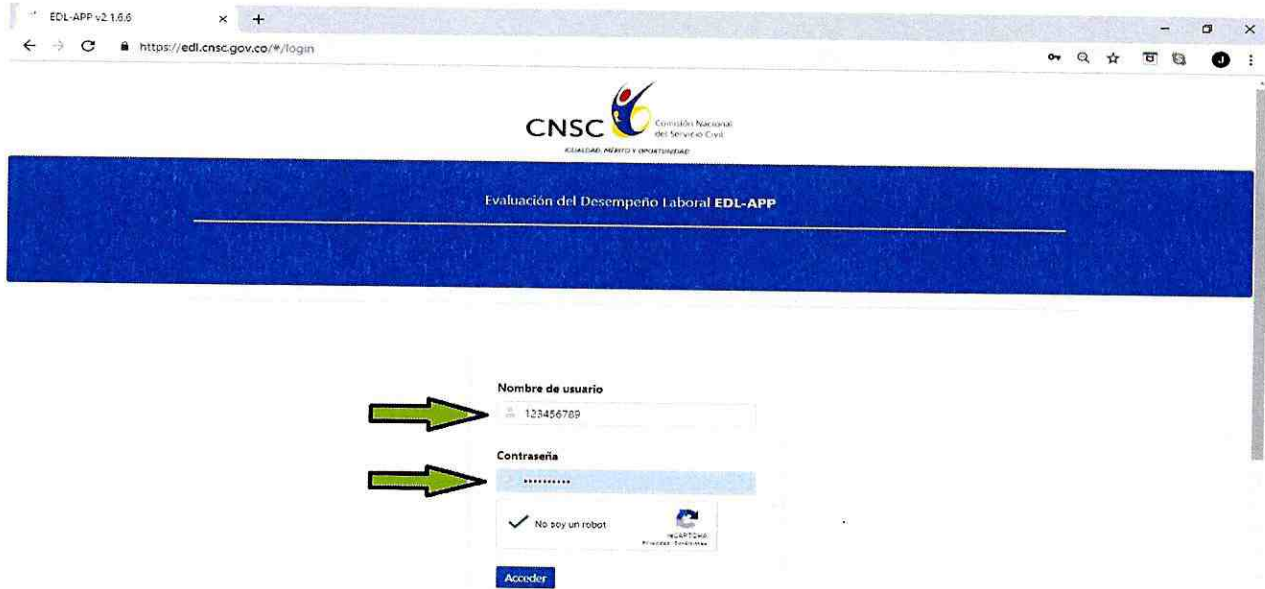 EDL-APP v2.1.6.6
https://edl.cnsc.gov.co/#/login
J
CNSC
Comisión Nacional
del Servicio Civil
IGUALDAD, MÉRITO Y OPORTUNIDAD
Evaluación del Desempeño Laboral EDL-APP
Nombre de usuario
123456789
Contraseña
••••••••••
No soy un robot
reCAPTCHA
Acceder